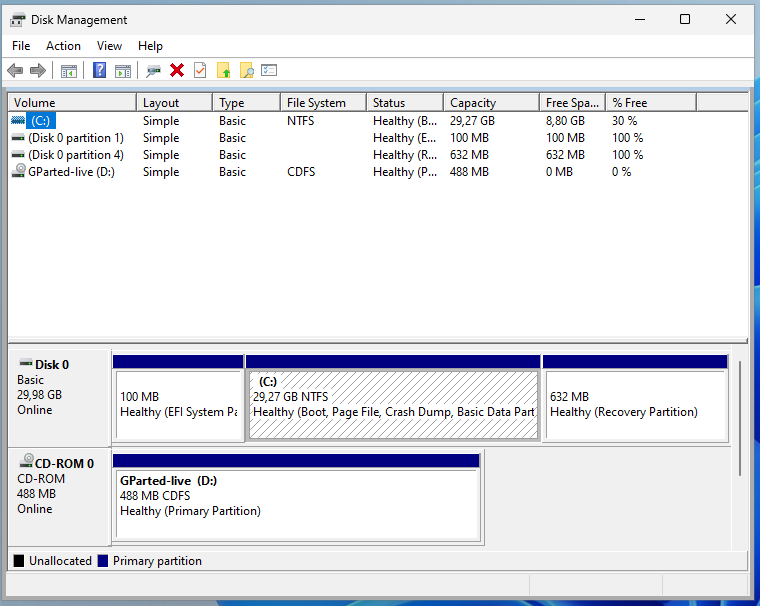 Disk Management
File Action View Help
Volume Layout Type File System Status Capacity Free Spa... % Free
(C:) Simple Basic NTFS Healthy (B... 29,27 GB 8,80 GB 30 %
(Disk 0 partition 1) Simple Basic Healthy (E... 100 MB 100 MB 100 %
(Disk 0 partition 4) Simple Basic Healthy (R... 632 MB 632 MB 100 %
GParted-live (D:) Simple Basic CDFS Healthy (P... 488 MB 0 MB 0 %
Disk 0
Basic
29,98 GB
Online
100 MB
Healthy (EFI System Pa
(C:)
29,27 GB NTFS
Healthy (Boot, Page File, Crash Dump, Basic Data Part
632 MB
Healthy (Recovery Partition)
CD-ROM 0
CD-ROM
488 MB
Online
GParted-live (D:)
488 MB CDFS
Healthy (Primary Partition)
Unallocated Primary partition